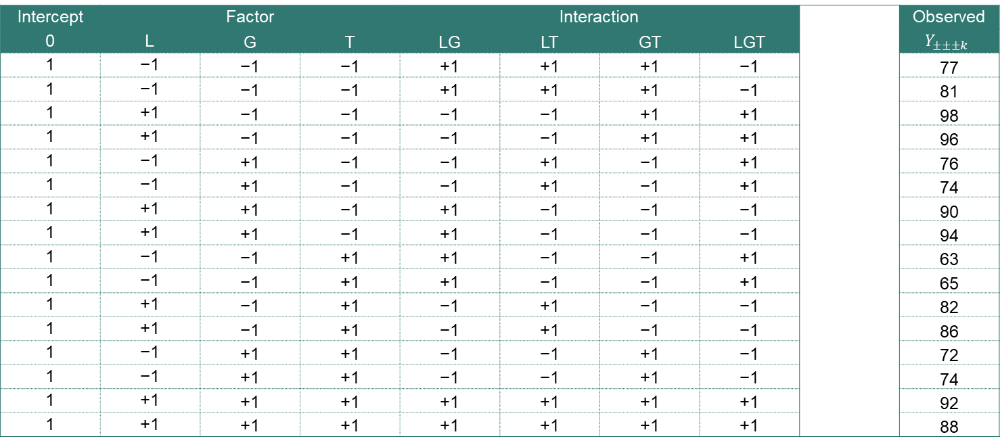 Intercept Factor Interaction Observed
0 L G T LG LT GT LGT Y±±±k
1 −1 −1 −1 +1 +1 +1 −1 77
1 −1 −1 −1 +1 +1 +1 −1 81
1 +1 −1 −1 −1 −1 +1 +1 98
1 +1 −1 −1 −1 −1 +1 +1 96
1 −1 +1 −1 −1 +1 −1 +1 76
1 −1 +1 −1 −1 +1 −1 +1 74
1 +1 +1 −1 +1 −1 −1 −1 90
1 +1 +1 −1 +1 −1 −1 −1 94
1 −1 −1 +1 +1 −1 −1 +1 63
1 −1 −1 +1 +1 −1 −1 +1 65
1 +1 −1 +1 −1 +1 −1 −1 82
1 +1 −1 +1 −1 +1 −1 −1 86
1 −1 +1 +1 −1 −1 +1 −1 72
1 −1 +1 +1 −1 −1 +1 −1 74
1 +1 +1 +1 +1 +1 +1 +1 92
1 +1 +1 +1 +1 +1 +1 +1 88